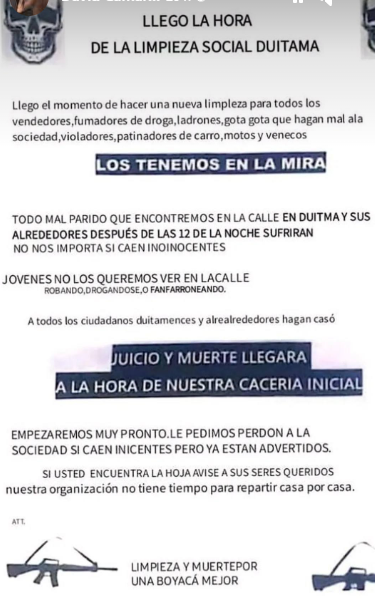 LLEGO LA HORA
DE LA LIMPIEZA SOCIAL DUITAMA
Llego el momento de hacer una nueva limpleza para todos los
vendedores,fumadores de droga,ladrones,gota gota que hagan mal ala
sociedad,violadores,patinadores de carro,motos y venecos
LOS TENEMOS EN LA MIRA
TODO MAL PARIDO QUE ENCONTREMOS EN LA CALLE EN DUITMA Y SUS
ALREDEDORES DESPUÉS DE LAS 12 DE LA NOCHE SUFRIRAN
NO NOS IMPORTA SI CAEN INOINOCENTES
JOVENES NO LOS QUEREMOS VER EN LACALLE
ROBANDO,DROGANDOSE,O FANFARRONEANDO.
A todos los ciudadanos duitamences y alrealrededores hagan casó
JUICIO Y MUERTE LLEGARA
A LA HORA DE NUESTRA CACERIA INICIAL
EMPEZAREMOS MUY PRONTO.LE PEDIMOS PERDON A LA
SOCIEDAD SI CAEN INICENTES PERO YA ESTAN ADVERTIDOS.
SI USTED ENCUENTRA LA HOJA AVISE A SUS SERES QUERIDOS
nuestra organización no tiene tiempo para repartir casa por casa.
ATT.
LIMPIEZA Y MUERTEPOR
UNA BOYACÁ MEJOR